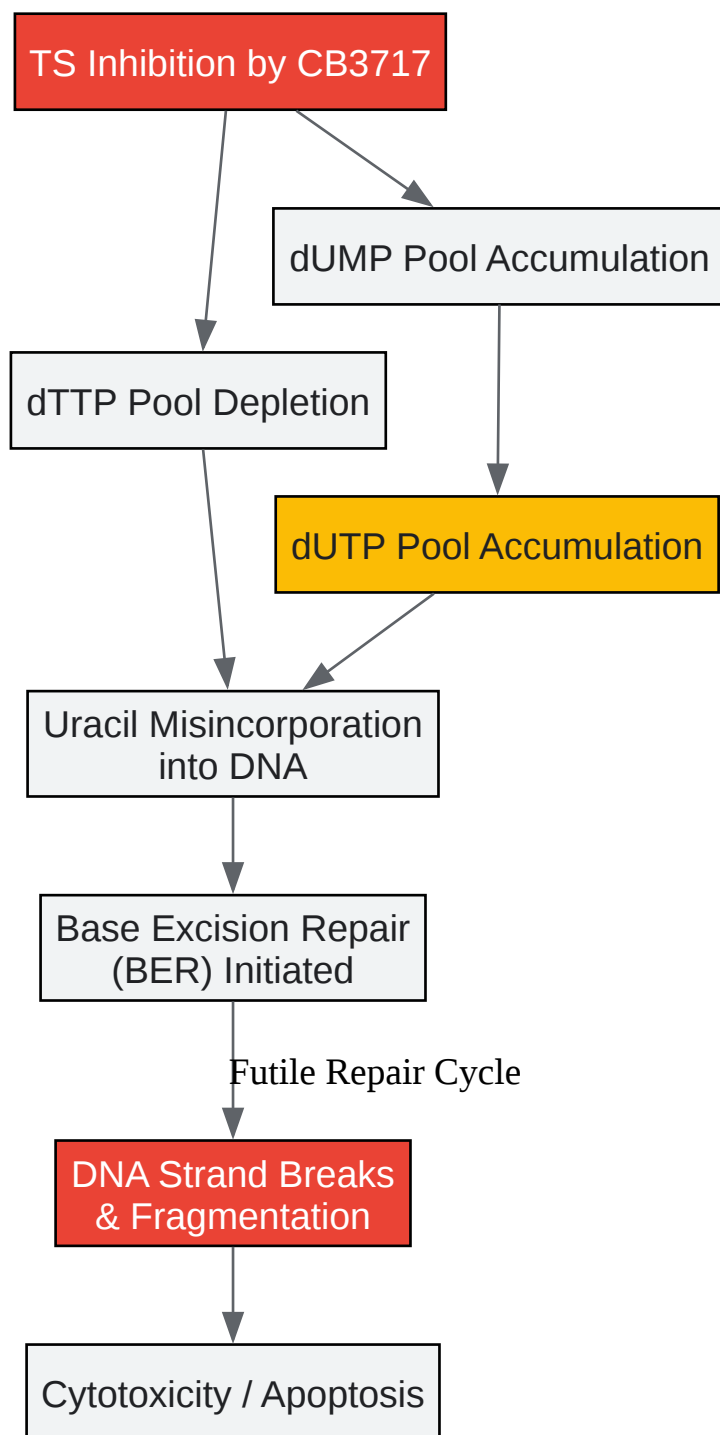 TS Inhibition by CB3717
dUMP Pool Accumulation
dTTP Pool Depletion
dUTP Pool Accumulation
Uracil Misincorporation
into DNA
Base Excision Repair
(BER) Initiated
Futile Repair Cycle
DNA Strand Breaks
& Fragmentation
Cytotoxicity / Apoptosis